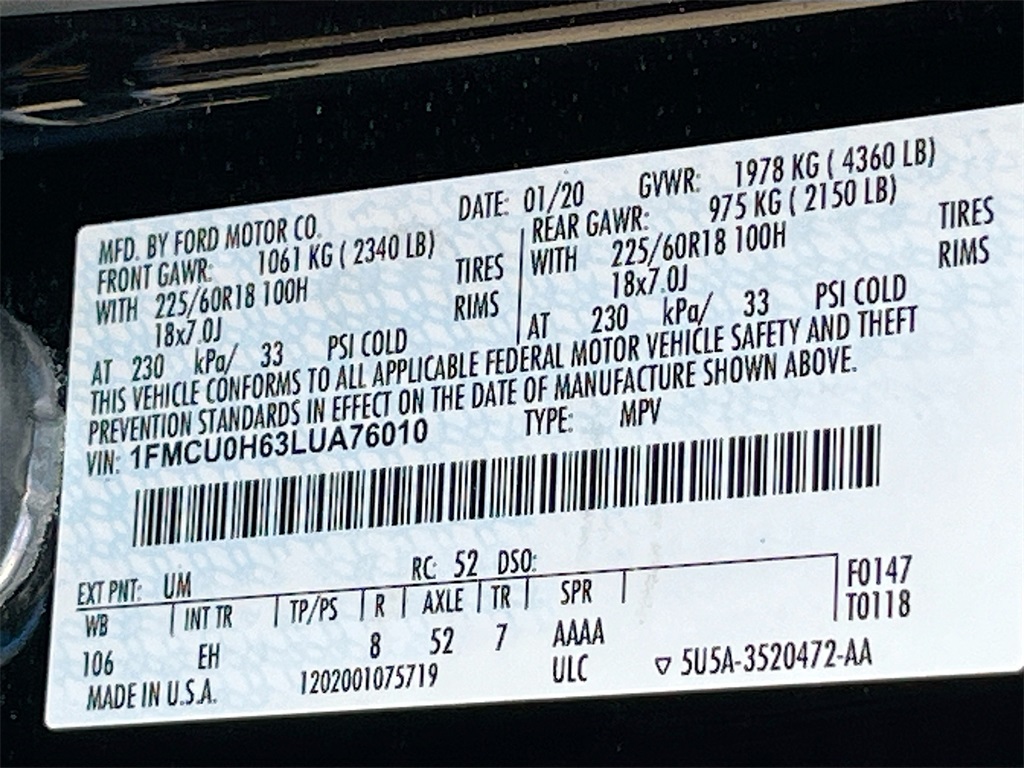 MFD. BY FORD MOTOR CO. DATE: 01/20 GVWR: 1978 KG ( 4360 LB)
FRONT GAWR: 1061 KG ( 2340 LB) REAR GAWR: 975 KG ( 2150 LB)
WITH 225/60R18 100H TIRES WITH 225/60R18 100H TIRES
18x7.0J RIMS 18x7.0J RIMS
AT 230 kPa/ 33 PSI COLD AT 230 kPa/ 33 PSI COLD
THIS VEHICLE CONFORMS TO ALL APPLICABLE FEDERAL MOTOR VEHICLE SAFETY AND THEFT
PREVENTION STANDARDS IN EFFECT ON THE DATE OF MANUFACTURE SHOWN ABOVE.
VIN: 1FMCU0H63LUA76010 TYPE: MPV
EXT PNT: UM RC: 52 DSO:
WB INT TR TP/PS R AXLE TR SPR F0147
106 EH 8 52 7 AAAA T0118
MADE IN U.S.A. 1202001075719 ULC ▽ 5U5A-3520472-AA